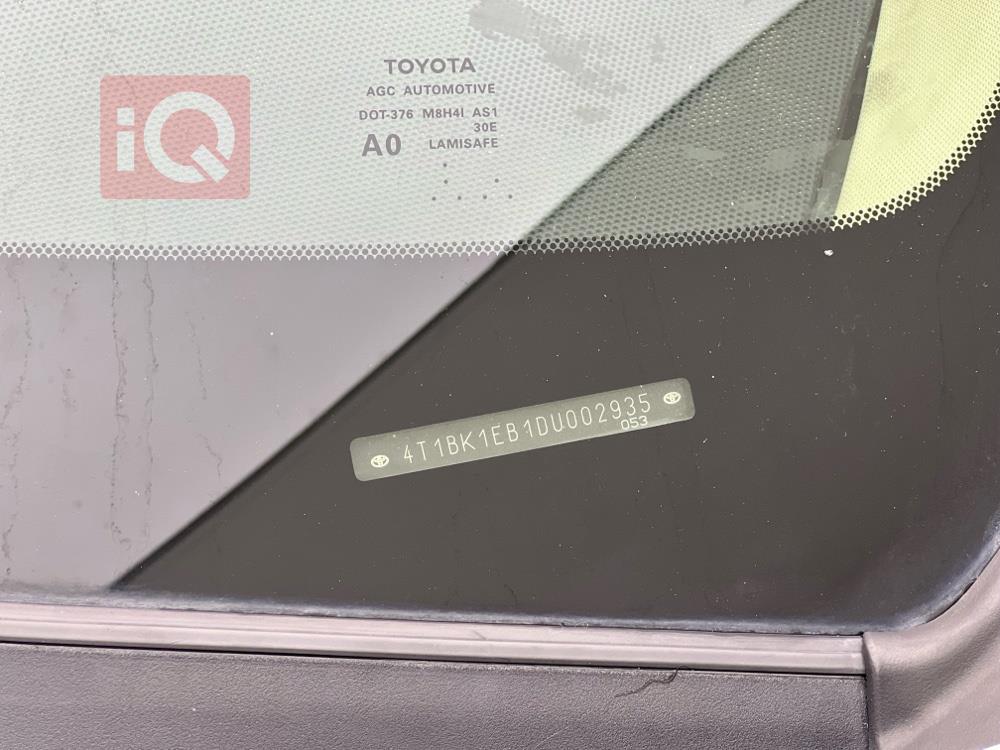 iQ
TOYOTA
AGC AUTOMOTIVE
DOT-376 M8H4I AS1
30E
A0 LAMISAFE
4T1BK1EB1DU002935
053